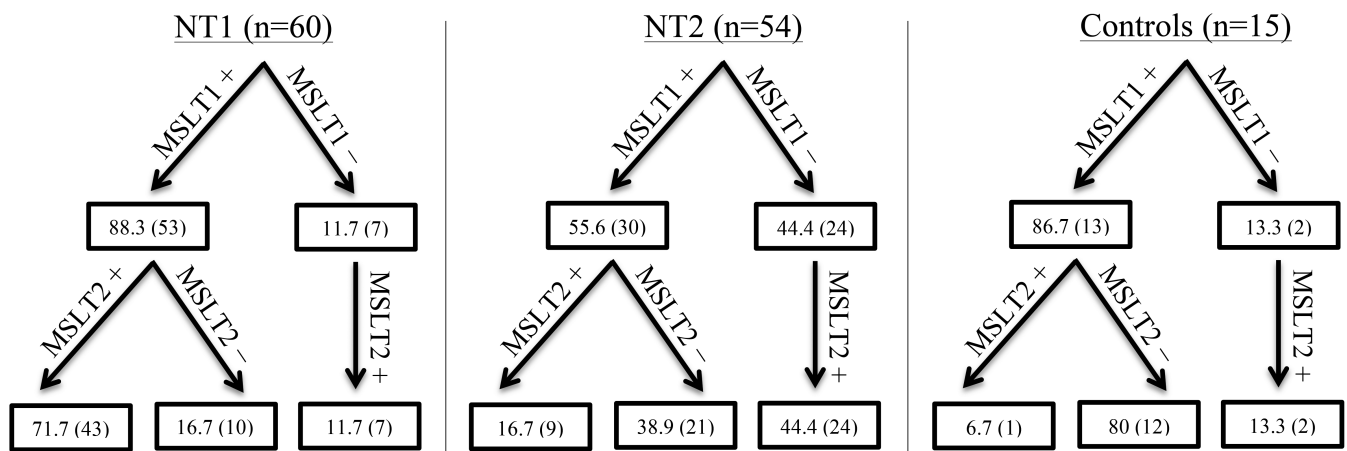 NT1 (n=60)
MSLT1 +
MSLT1 –
88.3 (53)
11.7 (7)
MSLT2 +
MSLT2 –
MSLT2 +
71.7 (43)
16.7 (10)
11.7 (7)
NT2 (n=54)
MSLT1 +
MSLT1 –
55.6 (30)
44.4 (24)
MSLT2 +
MSLT2 –
MSLT2 +
16.7 (9)
38.9 (21)
44.4 (24)
Controls (n=15)
MSLT1 +
MSLT1 –
86.7 (13)
13.3 (2)
MSLT2 +
MSLT2 –
MSLT2 +
6.7 (1)
80 (12)
13.3 (2)